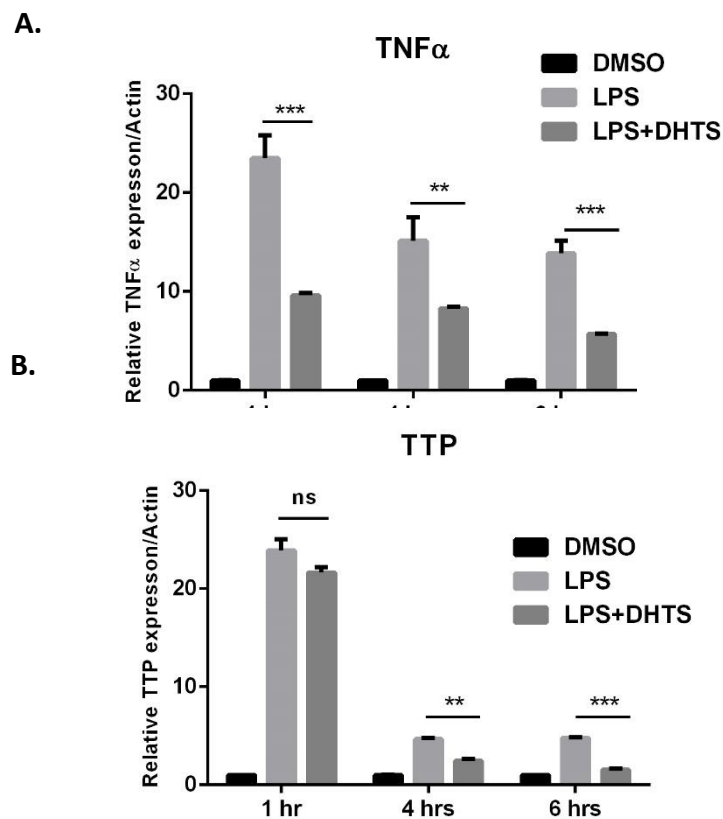 A.
TNFα
DMSO
LPS
LPS+DHTS
Relative TNFα expresson/Actin
30
20
10
0
***
**
***
B.
TTP
DMSO
LPS
LPS+DHTS
Relative TTP expresson/Actin
30
20
10
0
ns
**
***
1 hr
4 hrs
6 hrs